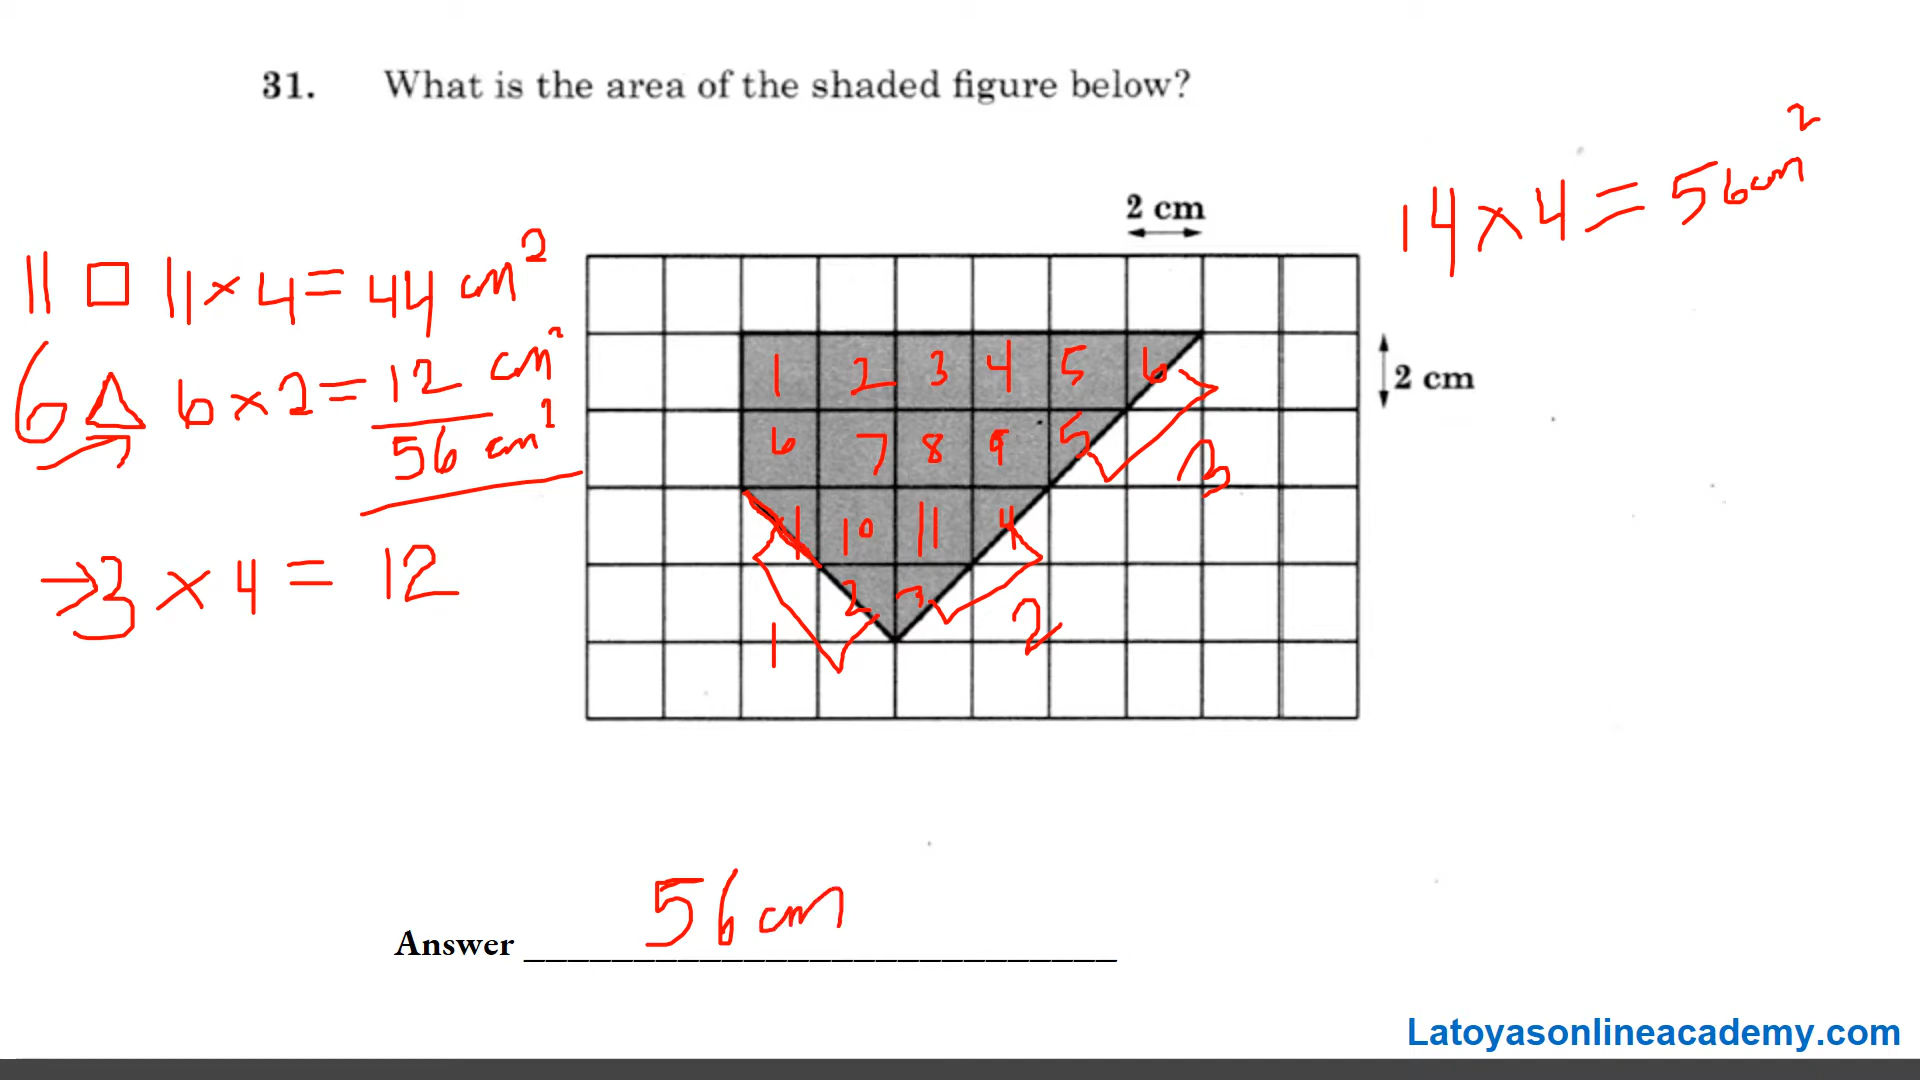 31. What is the area of the shaded figure below?
14 × 4 = 56 cm²
2 cm
11 □ 11 × 4 = 44 cm²
6 △ 6 × 2 = 12 cm²
56 cm²
→ 3 × 4 = 12
1 2 3 4 5 6
2 cm
6 7 8 9 5
3
1 10 11 4
2 3
1 2
Answer 56 cm
Latoyasonlineacademy.com